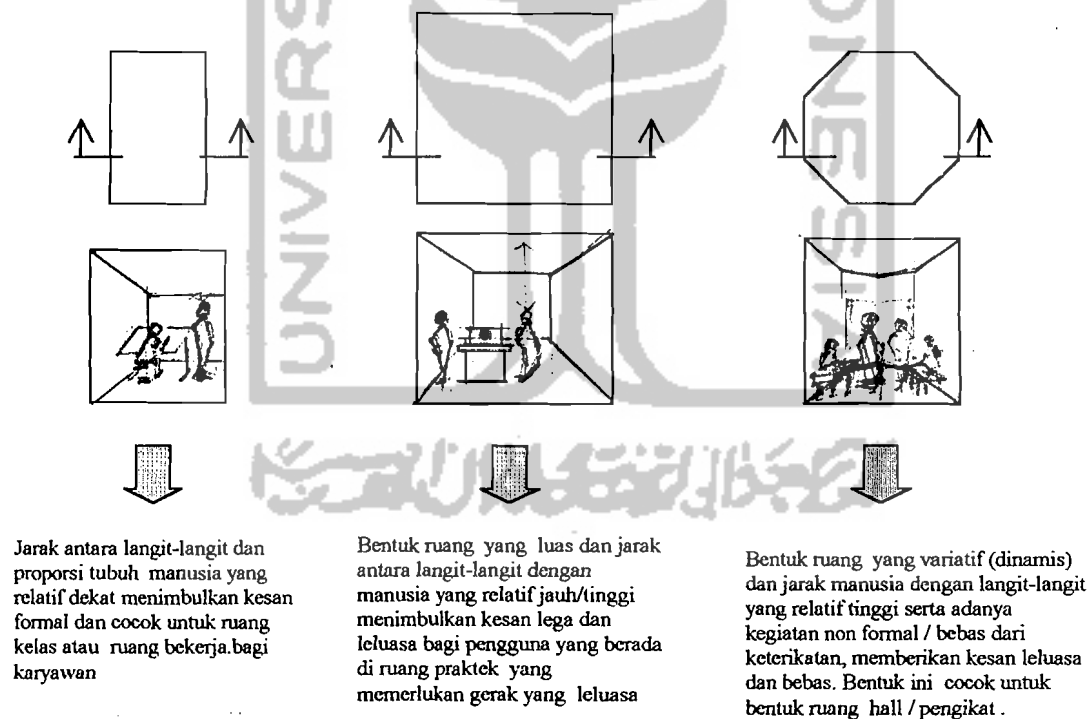 UNIVERS
ISLAM
Jarak antara langit-langit dan
proporsi tubuh manusia yang
relatif dekat menimbulkan kesan
formal dan cocok untuk ruang
kelas atau ruang bekerja.bagi
karyawan
Bentuk ruang yang luas dan jarak
antara langit-langit dengan
manusia yang relatif jauh/tinggi
menimbulkan kesan lega dan
leluasa bagi pengguna yang berada
di ruang praktek yang
memerlukan gerak yang leluasa
Bentuk ruang yang variatif (dinamis)
dan jarak manusia dengan langit-langit
yang relatif tinggi serta adanya
kegiatan non formal / bebas dari
keterikatan, memberikan kesan leluasa
dan bebas. Bentuk ini cocok untuk
bentuk ruang hall / pengikat .